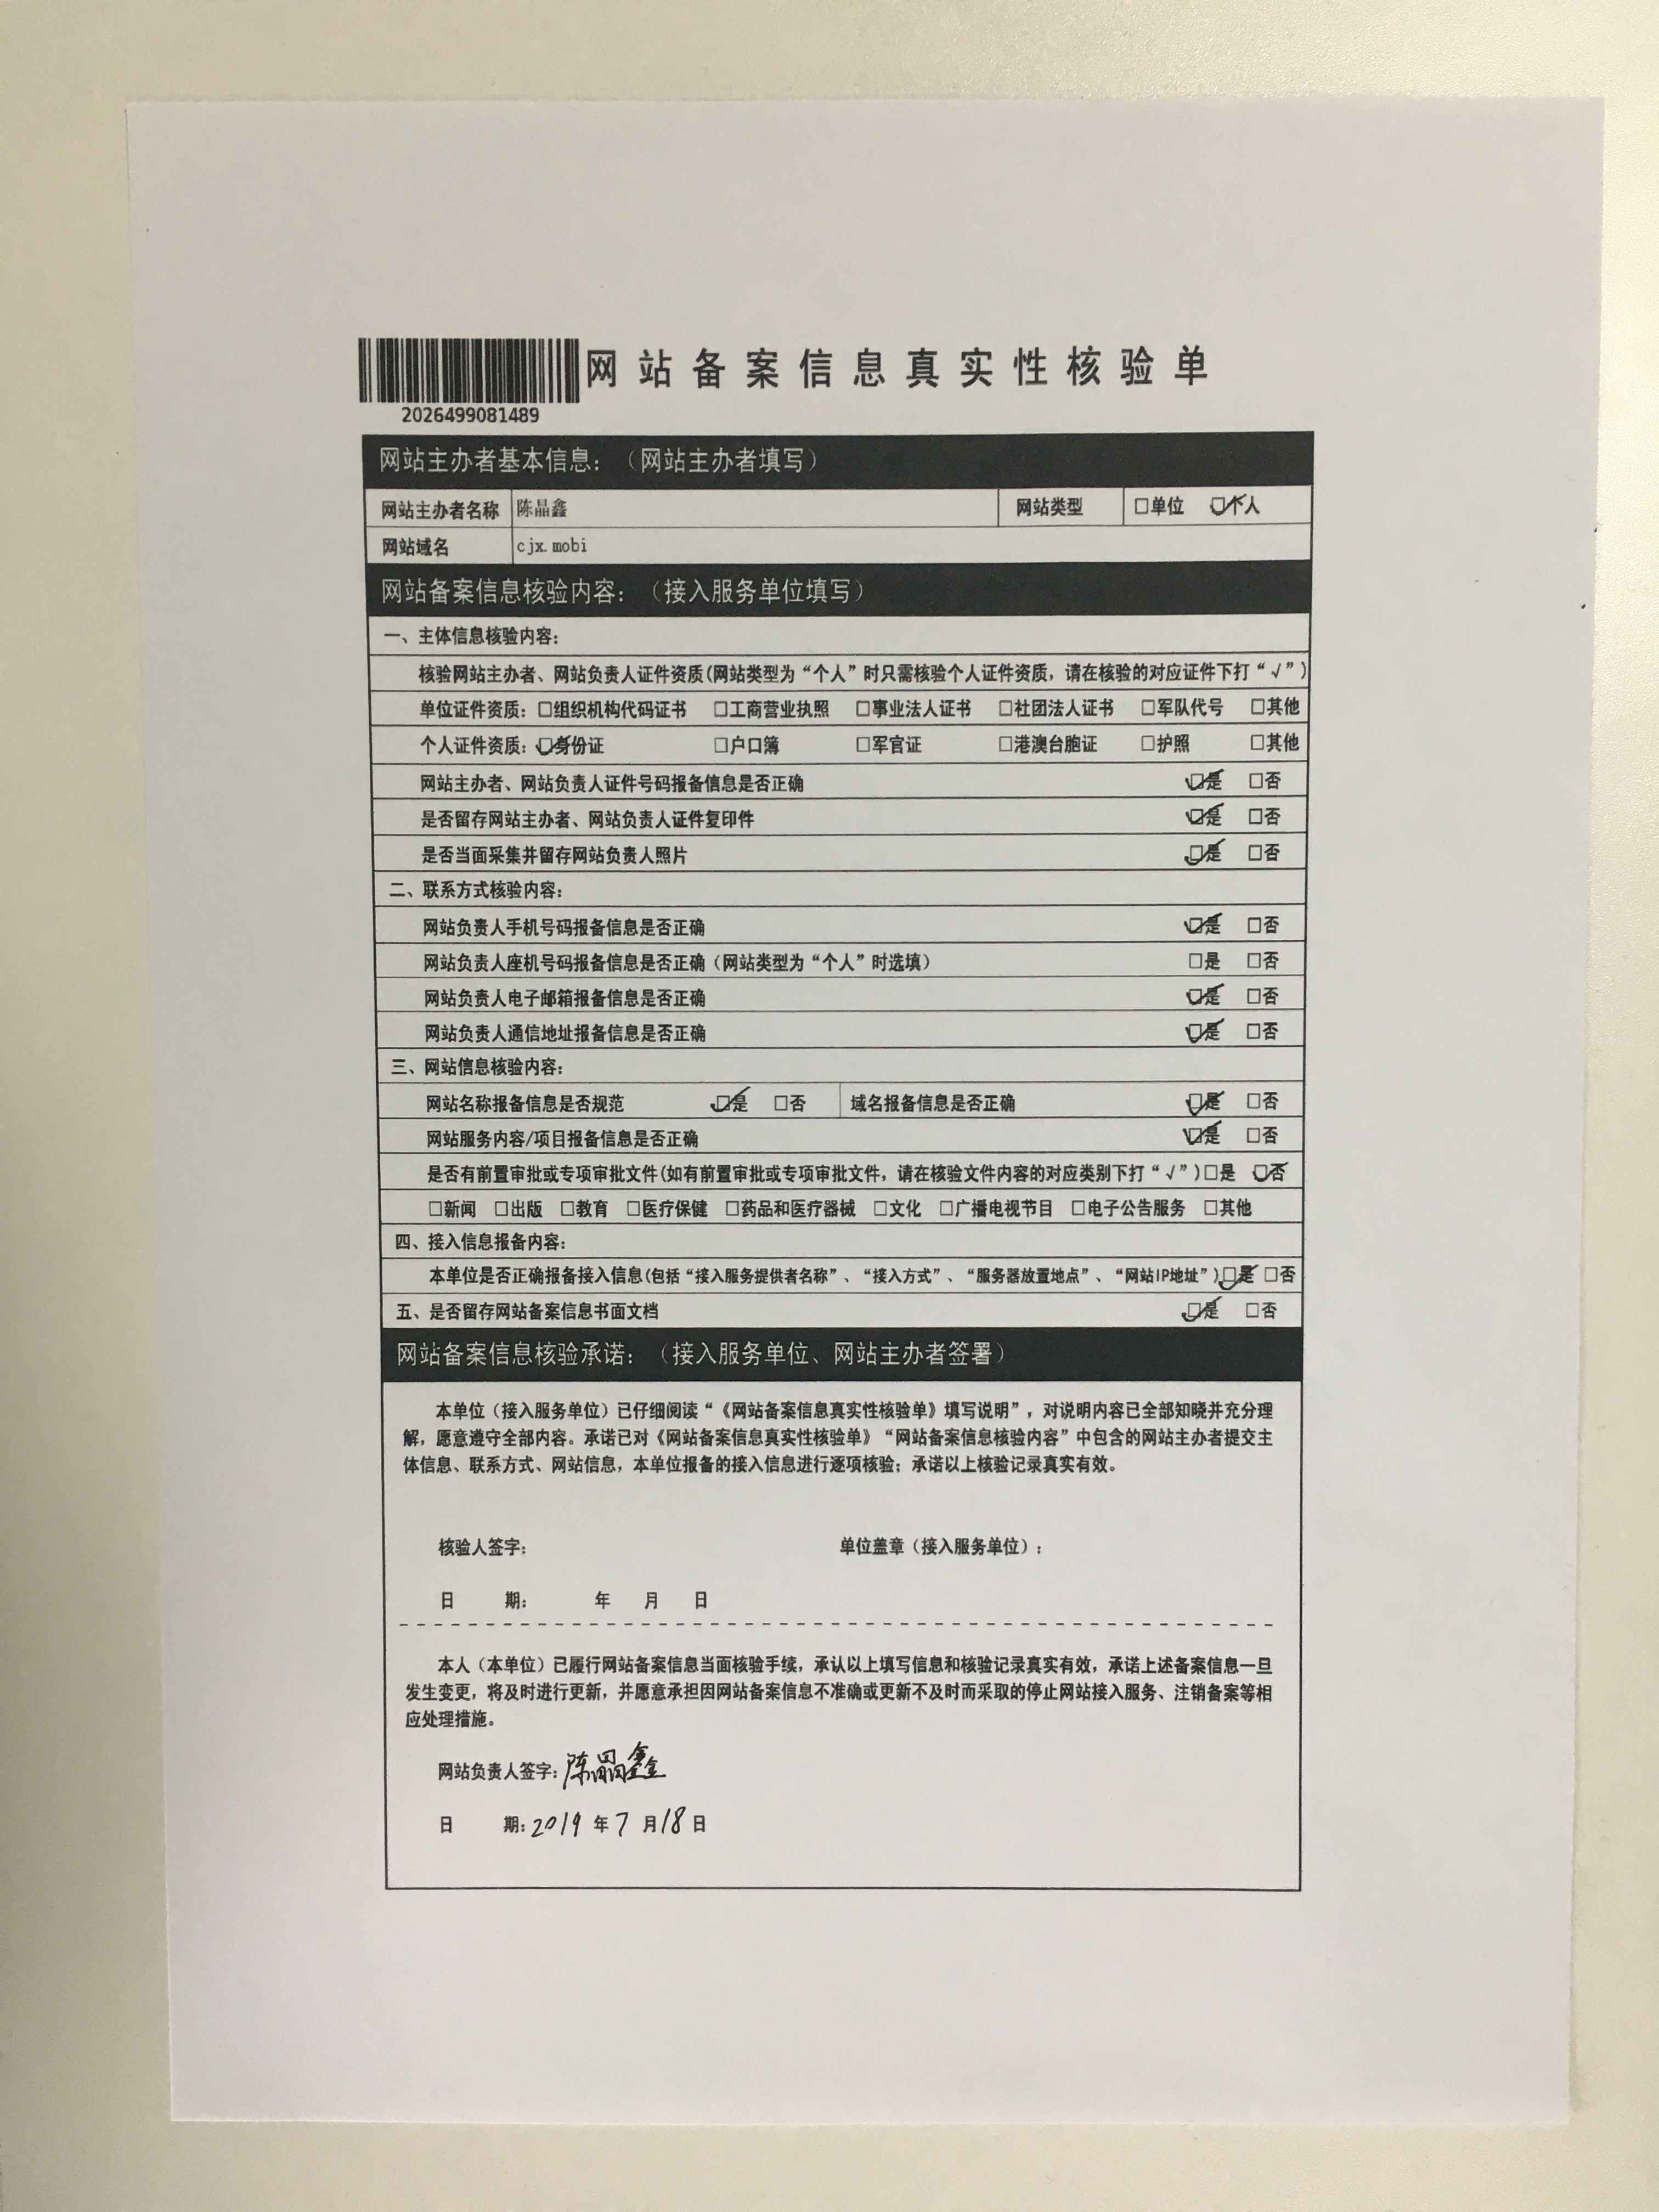 网站备案信息真实性核验单
2026499081489
网站主办者基本信息：（网站主办者填写）
网站主办者名称 陈晶鑫 网站类型 □单位 ☑个人
网站域名 cjx.mobi
网站备案信息核验内容：（接入服务单位填写）
一、主体信息核验内容：
核验网站主办者、网站负责人证件资质(网站类型为“个人”时只需核验个人证件资质，请在核验的对应证件下打“√”)
单位证件资质：□组织机构代码证书 □工商营业执照 □事业法人证书 □社团法人证书 □军队代号 □其他
个人证件资质：☑身份证 □户口簿 □军官证 □港澳台胞证 □护照 □其他
网站主办者、网站负责人证件号码报备信息是否正确 ☑是 □否
是否留存网站主办者、网站负责人证件复印件 ☑是 □否
是否当面采集并留存网站负责人照片 ☑是 □否
二、联系方式核验内容：
网站负责人手机号码报备信息是否正确 ☑是 □否
网站负责人座机号码报备信息是否正确（网站类型为“个人”时选填） □是 □否
网站负责人电子邮箱报备信息是否正确 ☑是 □否
网站负责人通信地址报备信息是否正确 ☑是 □否
三、网站信息核验内容：
网站名称报备信息是否规范 ☑是 □否 域名报备信息是否正确 ☑是 □否
网站服务内容/项目报备信息是否正确 ☑是 □否
是否有前置审批或专项审批文件(如有前置审批或专项审批文件，请在核验文件内容的对应类别下打“√”)□是 ☑否
□新闻 □出版 □教育 □医疗保健 □药品和医疗器械 □文化 □广播电视节目 □电子公告服务 □其他
四、接入信息报备内容：
本单位是否正确报备接入信息(包括“接入服务提供者名称”、“接入方式”、“服务器放置地点”、“网站IP地址”)☑是 □否
五、是否留存网站备案信息书面文档 ☑是 □否
网站备案信息核验承诺：（接入服务单位、网站主办者签署）
本单位（接入服务单位）已仔细阅读“《网站备案信息真实性核验单》填写说明”，对说明内容已全部知晓并充分理
解，愿意遵守全部内容。承诺已对《网站备案信息真实性核验单》“网站备案信息核验内容”中包含的网站主办者提交主
体信息、联系方式、网站信息，本单位报备的接入信息进行逐项核验；承诺以上核验记录真实有效。
核验人签字： 单位盖章（接入服务单位）：
日 期： 年 月 日
本人（本单位）已履行网站备案信息当面核验手续，承认以上填写信息和核验记录真实有效，承诺上述备案信息一旦
发生变更，将及时进行更新，并愿意承担因网站备案信息不准确或更新不及时而采取的停止网站接入服务、注销备案等相
应处理措施。
网站负责人签字：陈晶鑫
日 期：2019 年 7 月 18 日